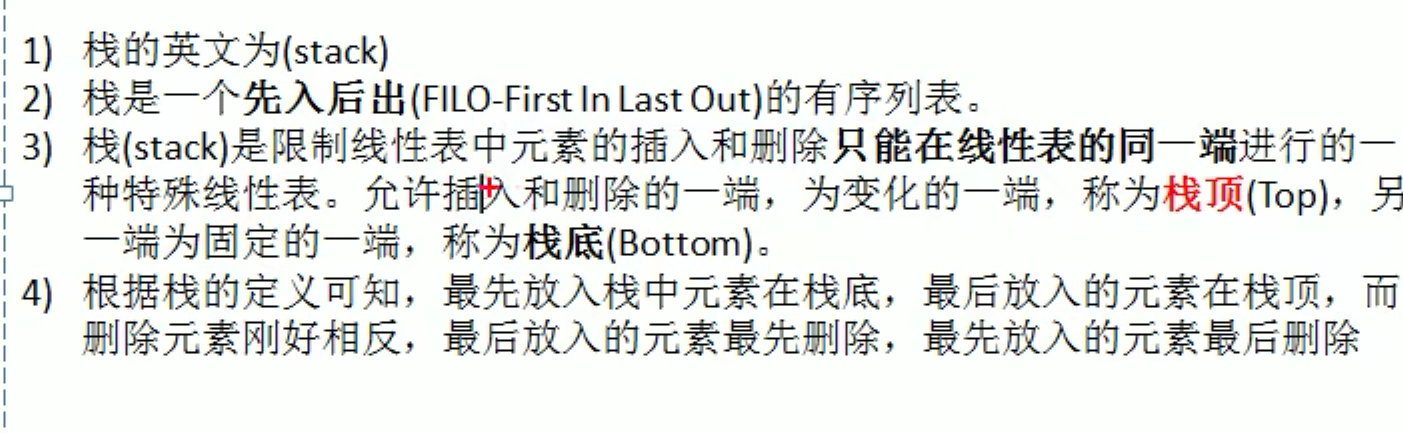 1) 栈的英文为(stack)
2) 栈是一个先入后出(FILO-First In Last Out)的有序列表。
3) 栈(stack)是限制线性表中元素的插入和删除只能在线性表的同一端进行的一
种特殊线性表。允许插入和删除的一端，为变化的一端，称为栈顶(Top)，另
一端为固定的一端，称为栈底(Bottom)。
4) 根据栈的定义可知，最先放入栈中元素在栈底，最后放入的元素在栈顶，而
删除元素刚好相反，最后放入的元素最先删除，最先放入的元素最后删除